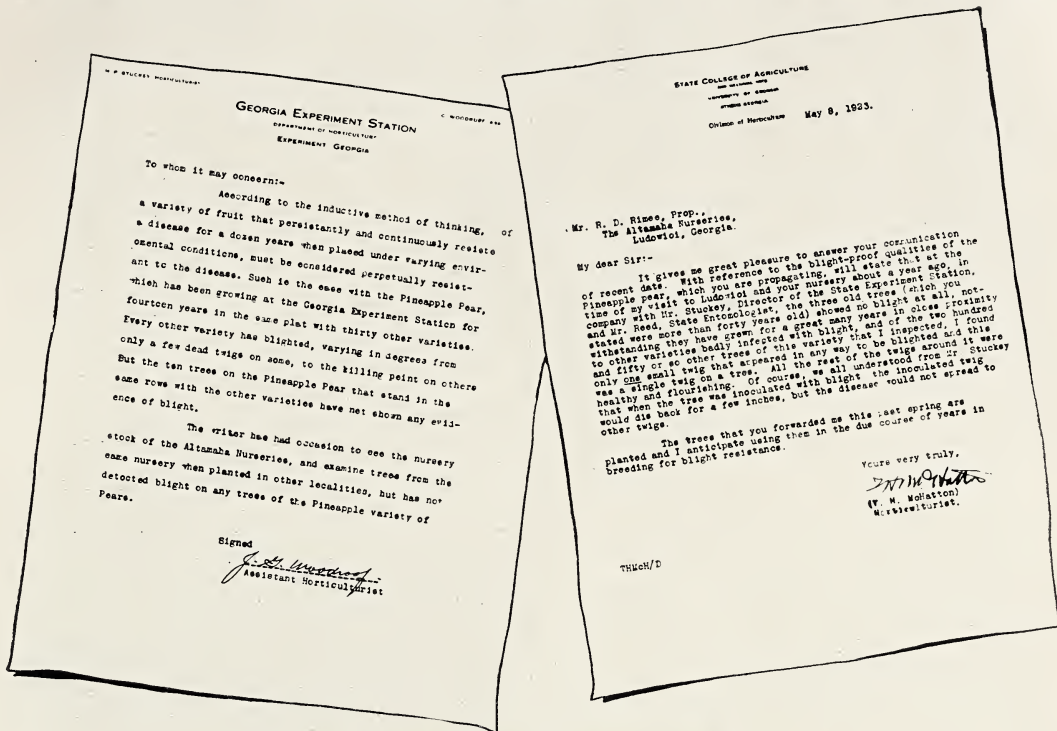 H P STUCKEY HORTICULTURIST
GEORGIA EXPERIMENT STATION
DEPARTMENT OF HORTICULTURE
EXPERIMENT GEORGIA
To whom it may concern:-
According to the inductive method of thinking, of
a variety of fruit that persistantly and continuously resists
a disease for a dozen years when placed under varying envir-
omental conditions, must be considered perpetually resist-
ant to the disease. Such is the case with the Pineapple Pear,
which has been growing at the Georgia Experiment Station for
fourteen years in the same plat with thirty other varieties.
Every other variety has blighted, varying in degrees from
only a few dead twigs on some, to the killing point on others
But the ten trees on the Pineapple Pear that stand in the
same rows with the other varieties have not shown any evid-
ence of blight.
The writer has had occasion to see the nursery
stock of the Altamaha Nurseries, and examine trees from the
same nursery when planted in other localities, but has not
detected blight on any trees of the Pineapple variety of
Pears.
Signed
J. G. Woodroof
Assistant Horticulturist
STATE COLLEGE OF AGRICULTURE
UNIVERSITY OF GEORGIA
ATHENS GEORGIA
Division of Horticulture May 8, 1923.
Mr. R. D. Rimes, Prop.,
The Altamaha Nurseries,
Ludowici, Georgia.
My dear Sir:-
It gives me great pleasure to answer your communication
of recent date. With reference to the blight-proof qualities of the
Pineapple pear, which you are propagating, will state that at the
time of my visit to Ludowici and your nursery about a year ago, in
company with Mr. Stuckey, Director of the State Experiment Station,
and Mr. Reed, State Entomologist, the three old trees (which you
stated were more than forty years old) showed no blight at all, not-
withstanding they have grown for a great many years in close proximity
to other varieties badly infected with blight, and of the two hundred
and fifty or so other trees of this variety that I inspected, I found
only one small twig that appeared in any way to be blighted and this
was a single twig on a tree. All the rest of the twigs around it were
healthy and flourishing. Of course, we all understood from Mr Stuckey
that when the tree was inoculated with blight the inoculated twig
would die back for a few inches, but the disease would not spread to
other twigs.
The trees that you forwarded me this past spring are
planted and I anticipate using them in the due course of years in
breeding for blight resistance.
Yours very truly,
(T. H. McHatton)
Horticulturist.
THMcH/D